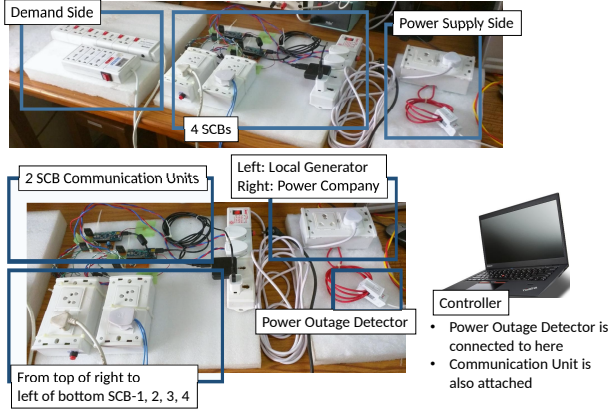 Demand Side
Power Supply Side
4 SCBs
2 SCB Communication Units
Left: Local Generator
Right: Power Company
Power Outage Detector
Controller
• Power Outage Detector is
connected to here
• Communication Unit is
also attached
From top of right to
left of bottom SCB-1, 2, 3, 4